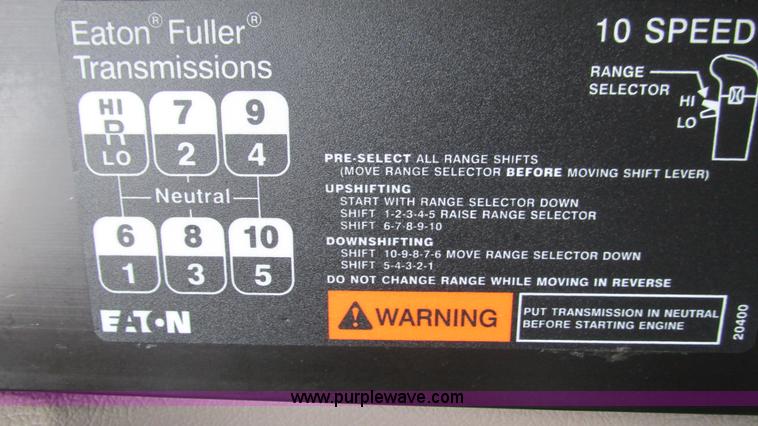 Eaton® Fuller®
Transmissions
10 SPEED
RANGE
SELECTOR
HI
LO
HI
R
LO
7
2
9
4
Neutral
6
1
8
3
10
5
PRE-SELECT ALL RANGE SHIFTS
(MOVE RANGE SELECTOR BEFORE MOVING SHIFT LEVER)
UPSHIFTING
START WITH RANGE SELECTOR DOWN
SHIFT 1-2-3-4-5 RAISE RANGE SELECTOR
SHIFT 6-7-8-9-10
DOWNSHIFTING
SHIFT 10-9-8-7-6 MOVE RANGE SELECTOR DOWN
SHIFT 5-4-3-2-1
DO NOT CHANGE RANGE WHILE MOVING IN REVERSE
EATON
WARNING
PUT TRANSMISSION IN NEUTRAL
BEFORE STARTING ENGINE
20400
www.purplewave.com